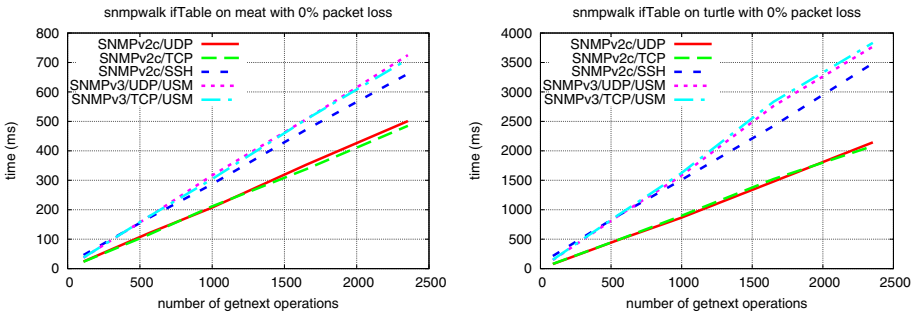 snmpwalk ifTable on meat with 0% packet loss
800
700
600
500
400
300
200
100
0
time (ms)
SNMPv2c/UDP
SNMPv2c/TCP
SNMPv2c/SSH
SNMPv3/UDP/USM
SNMPv3/TCP/USM
0 500 1000 1500 2000 2500
number of getnext operations
snmpwalk ifTable on turtle with 0% packet loss
4000
3500
3000
2500
2000
1500
1000
500
0
time (ms)
SNMPv2c/UDP
SNMPv2c/TCP
SNMPv2c/SSH
SNMPv3/UDP/USM
SNMPv3/TCP/USM
0 500 1000 1500 2000 2500
number of getnext operations